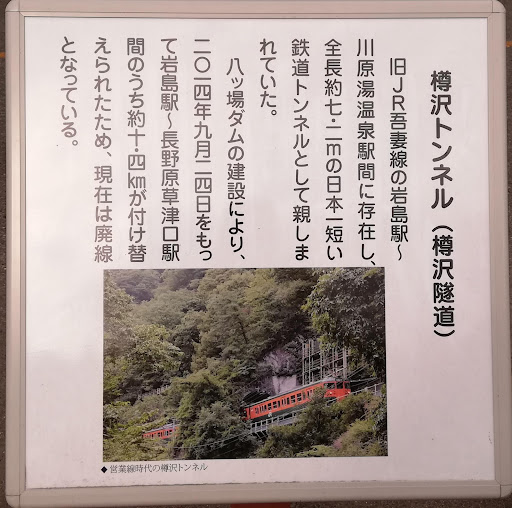 樽沢トンネル（樽沢隧道）
旧JR吾妻線の岩島駅～
川原湯温泉駅間に存在し、
全長約七・二mの日本一短い
鉄道トンネルとして親しま
れていた。
八ッ場ダムの建設により、
二〇一四年九月二四日をもっ
て岩島駅～長野原草津口駅
間のうち約十・四㎞が付け替
えられたため、現在は廃線
となっている。
◆営業線時代の樽沢トンネル